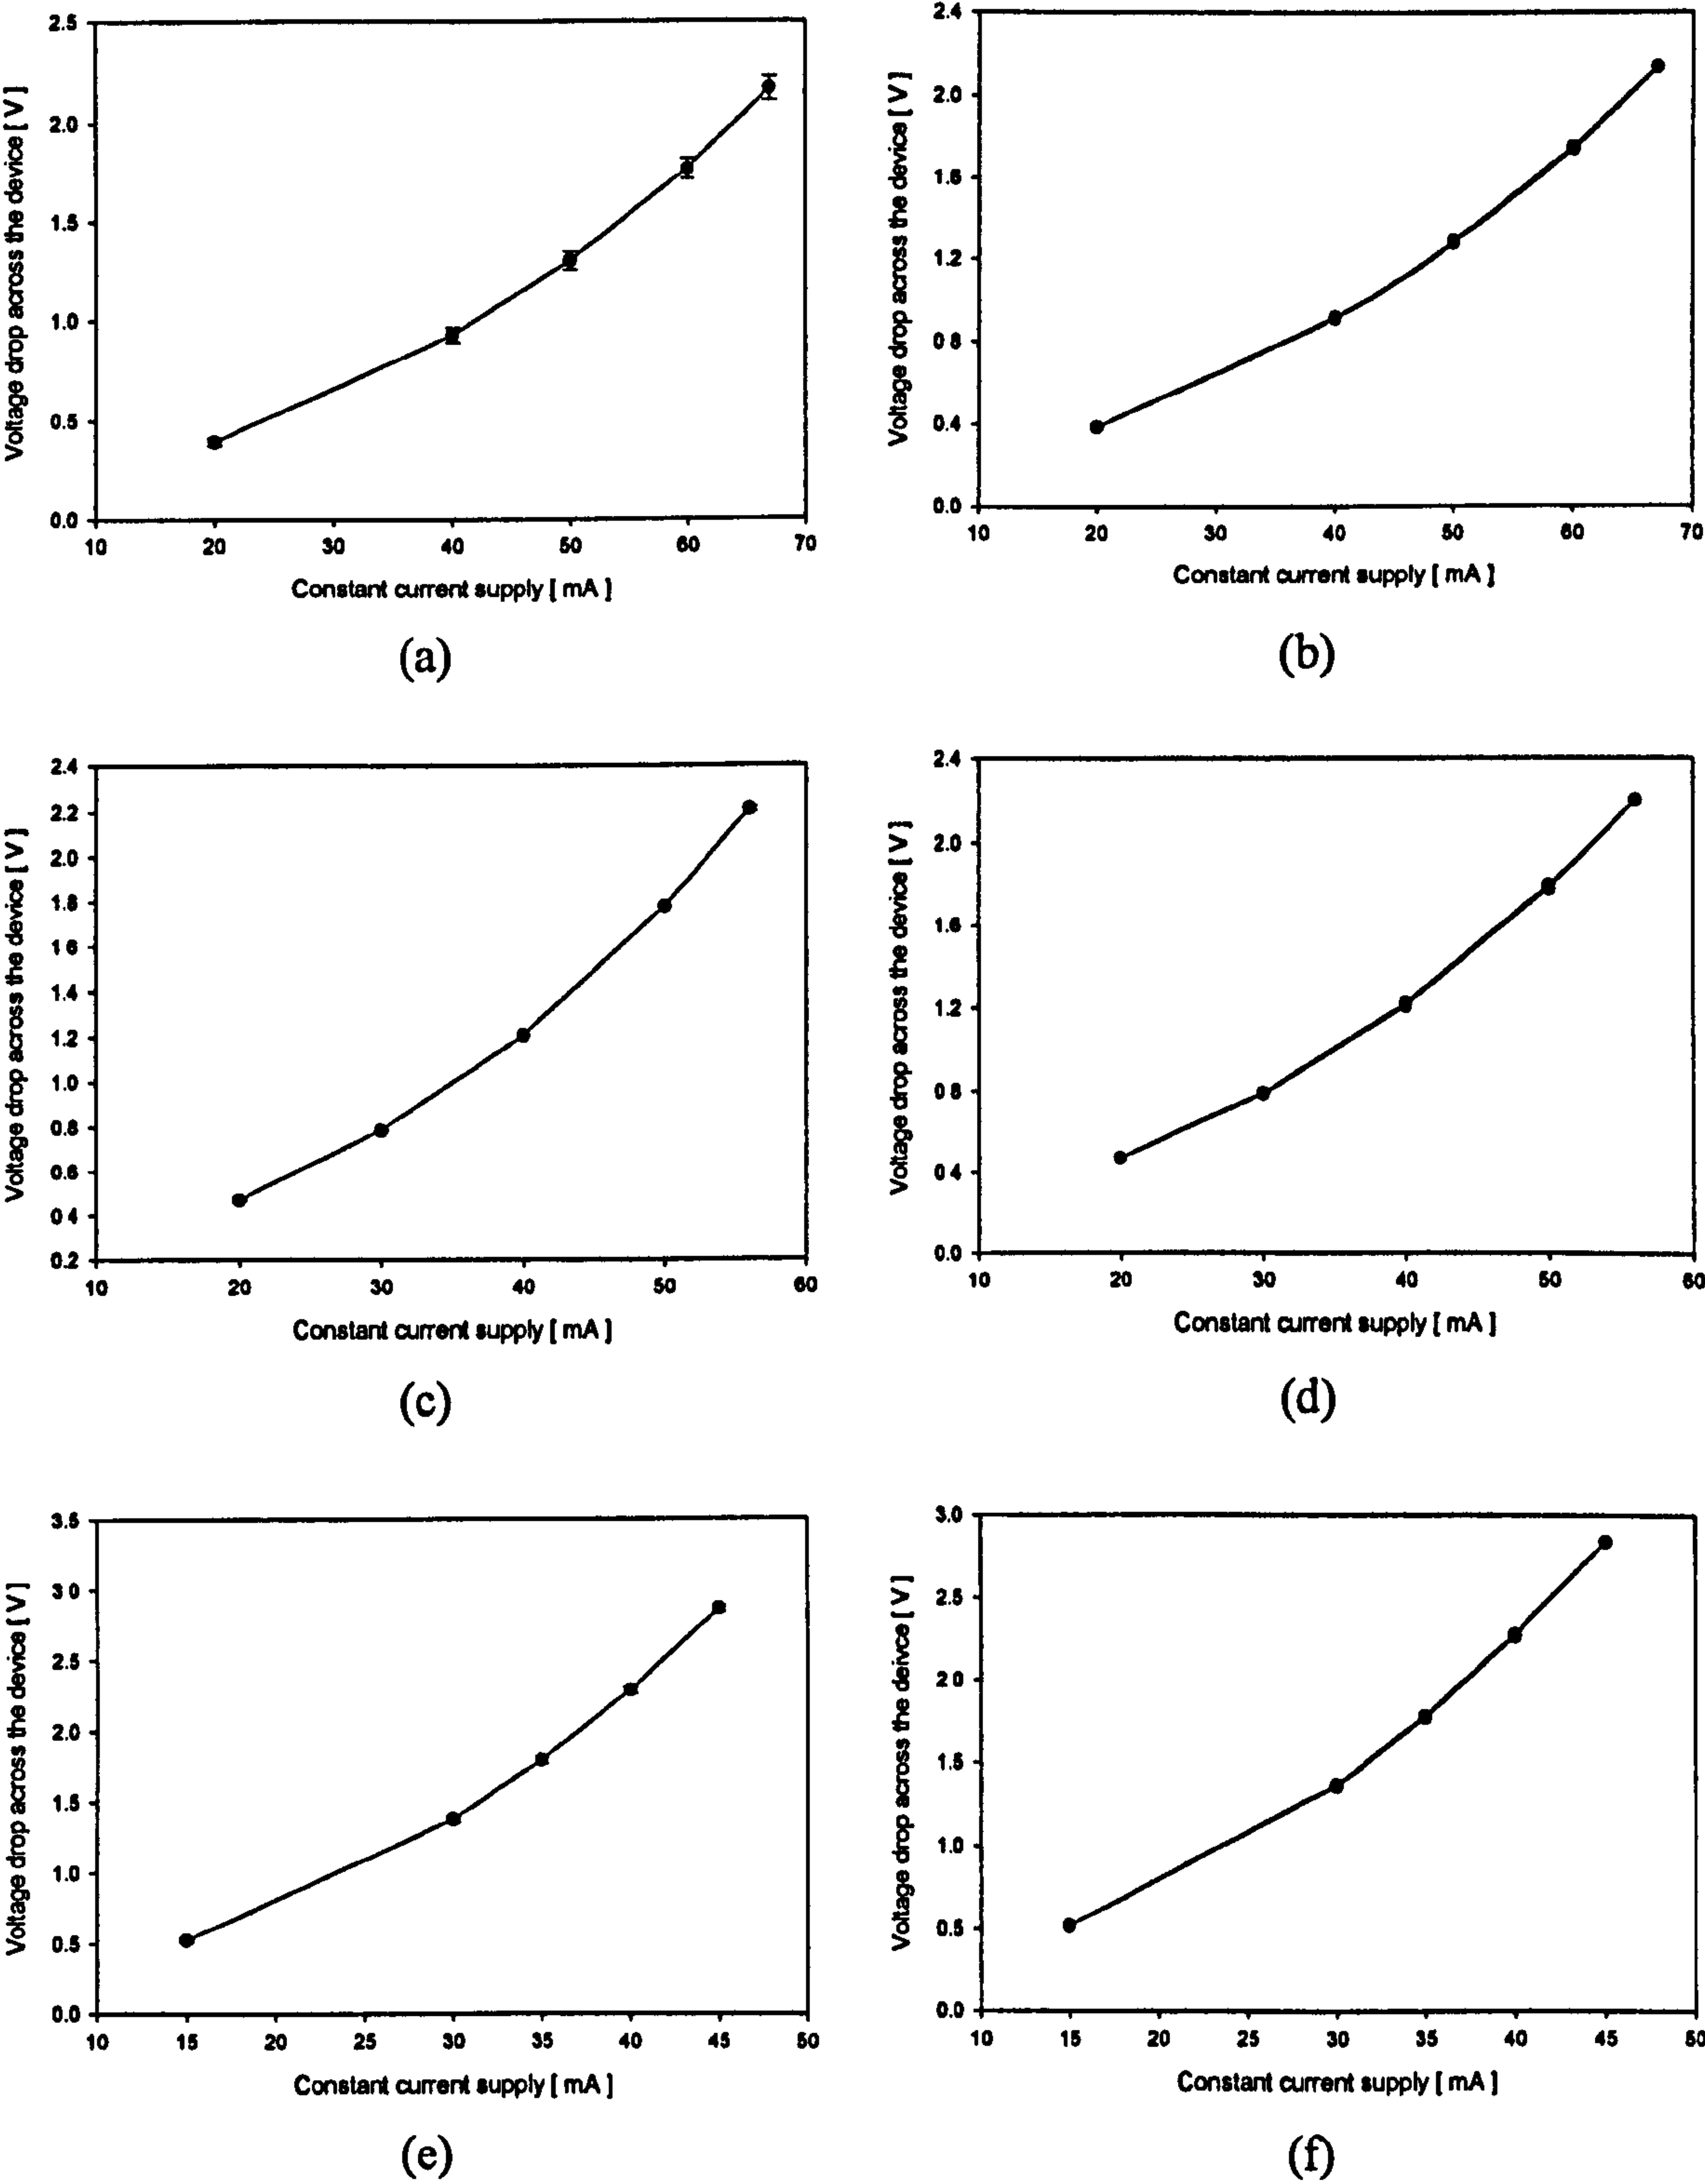 Voltage drop across the device [ V ]
2.5
2.0
1.5
1.0
0.5
0.0
10 20 30 40 50 60 70
Constant current supply [ mA ]
(a)
Voltage drop across the device [ V ]
2.4
2.0
1.6
1.2
0.8
0.4
0.0
10 20 30 40 50 60 70
Constant current supply [ mA ]
(b)
Voltage drop across the device [ V ]
2.4
2.2
2.0
1.8
1.6
1.4
1.2
1.0
0.8
0.6
0.4
0.2
10 20 30 40 50 60
Constant current supply [ mA ]
(c)
Voltage drop across the device [ V ]
2.4
2.0
1.6
1.2
0.8
0.4
0.0
10 20 30 40 50 60
Constant current supply [ mA ]
(d)
Voltage drop across the device [ V ]
3.5
3.0
2.5
2.0
1.5
1.0
0.5
0.0
10 15 20 25 30 35 40 45 50
Constant current supply [ mA ]
(e)
Voltage drop across the deivce [ V ]
3.0
2.5
2.0
1.5
1.0
0.5
0.0
10 15 20 25 30 35 40 45 50
Constant current supply [ mA ]
(f)